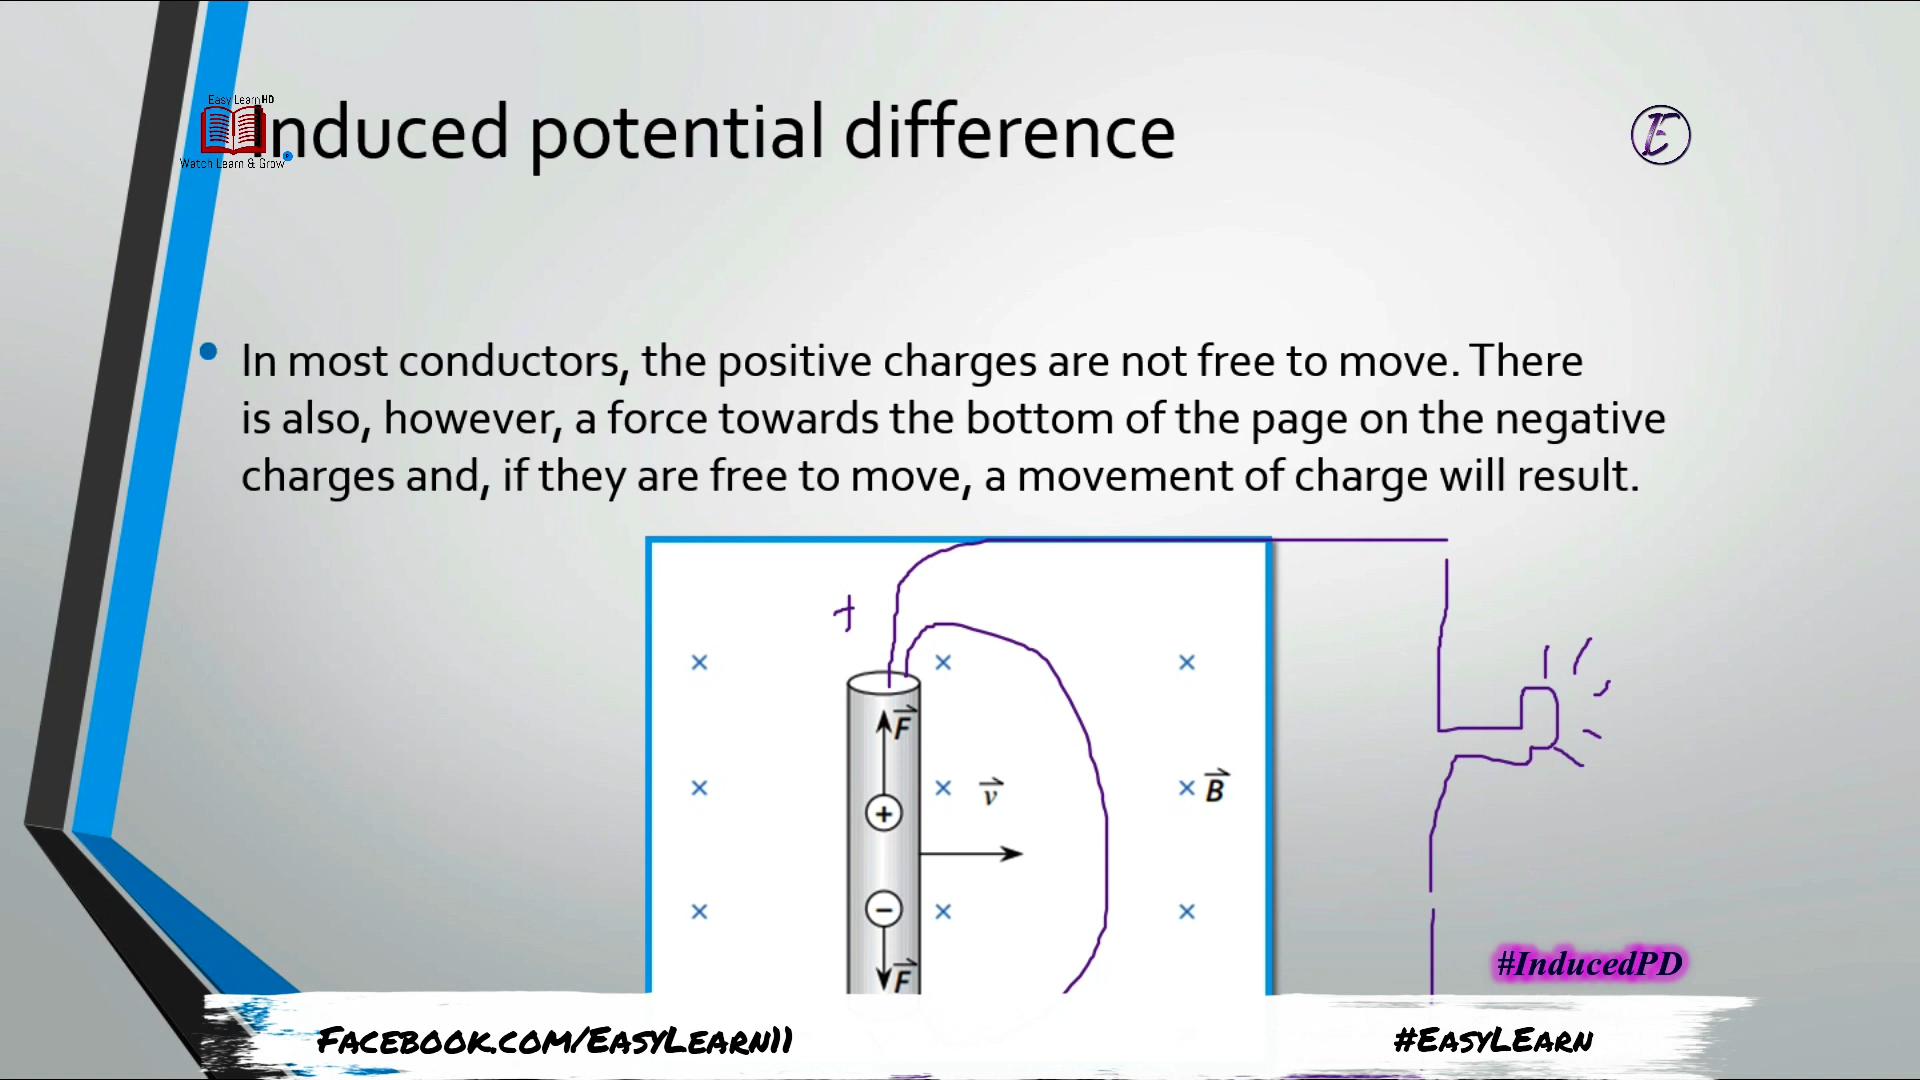 Easy Learn HD
Watch Learn & Grow
Induced potential difference
E
• In most conductors, the positive charges are not free to move. There
is also, however, a force towards the bottom of the page on the negative
charges and, if they are free to move, a movement of charge will result.
+
× × ×
F
× × v × B
+
−
× × ×
F
#InducedPD
Facebook.com/EasyLearn11
#EasyLEarn